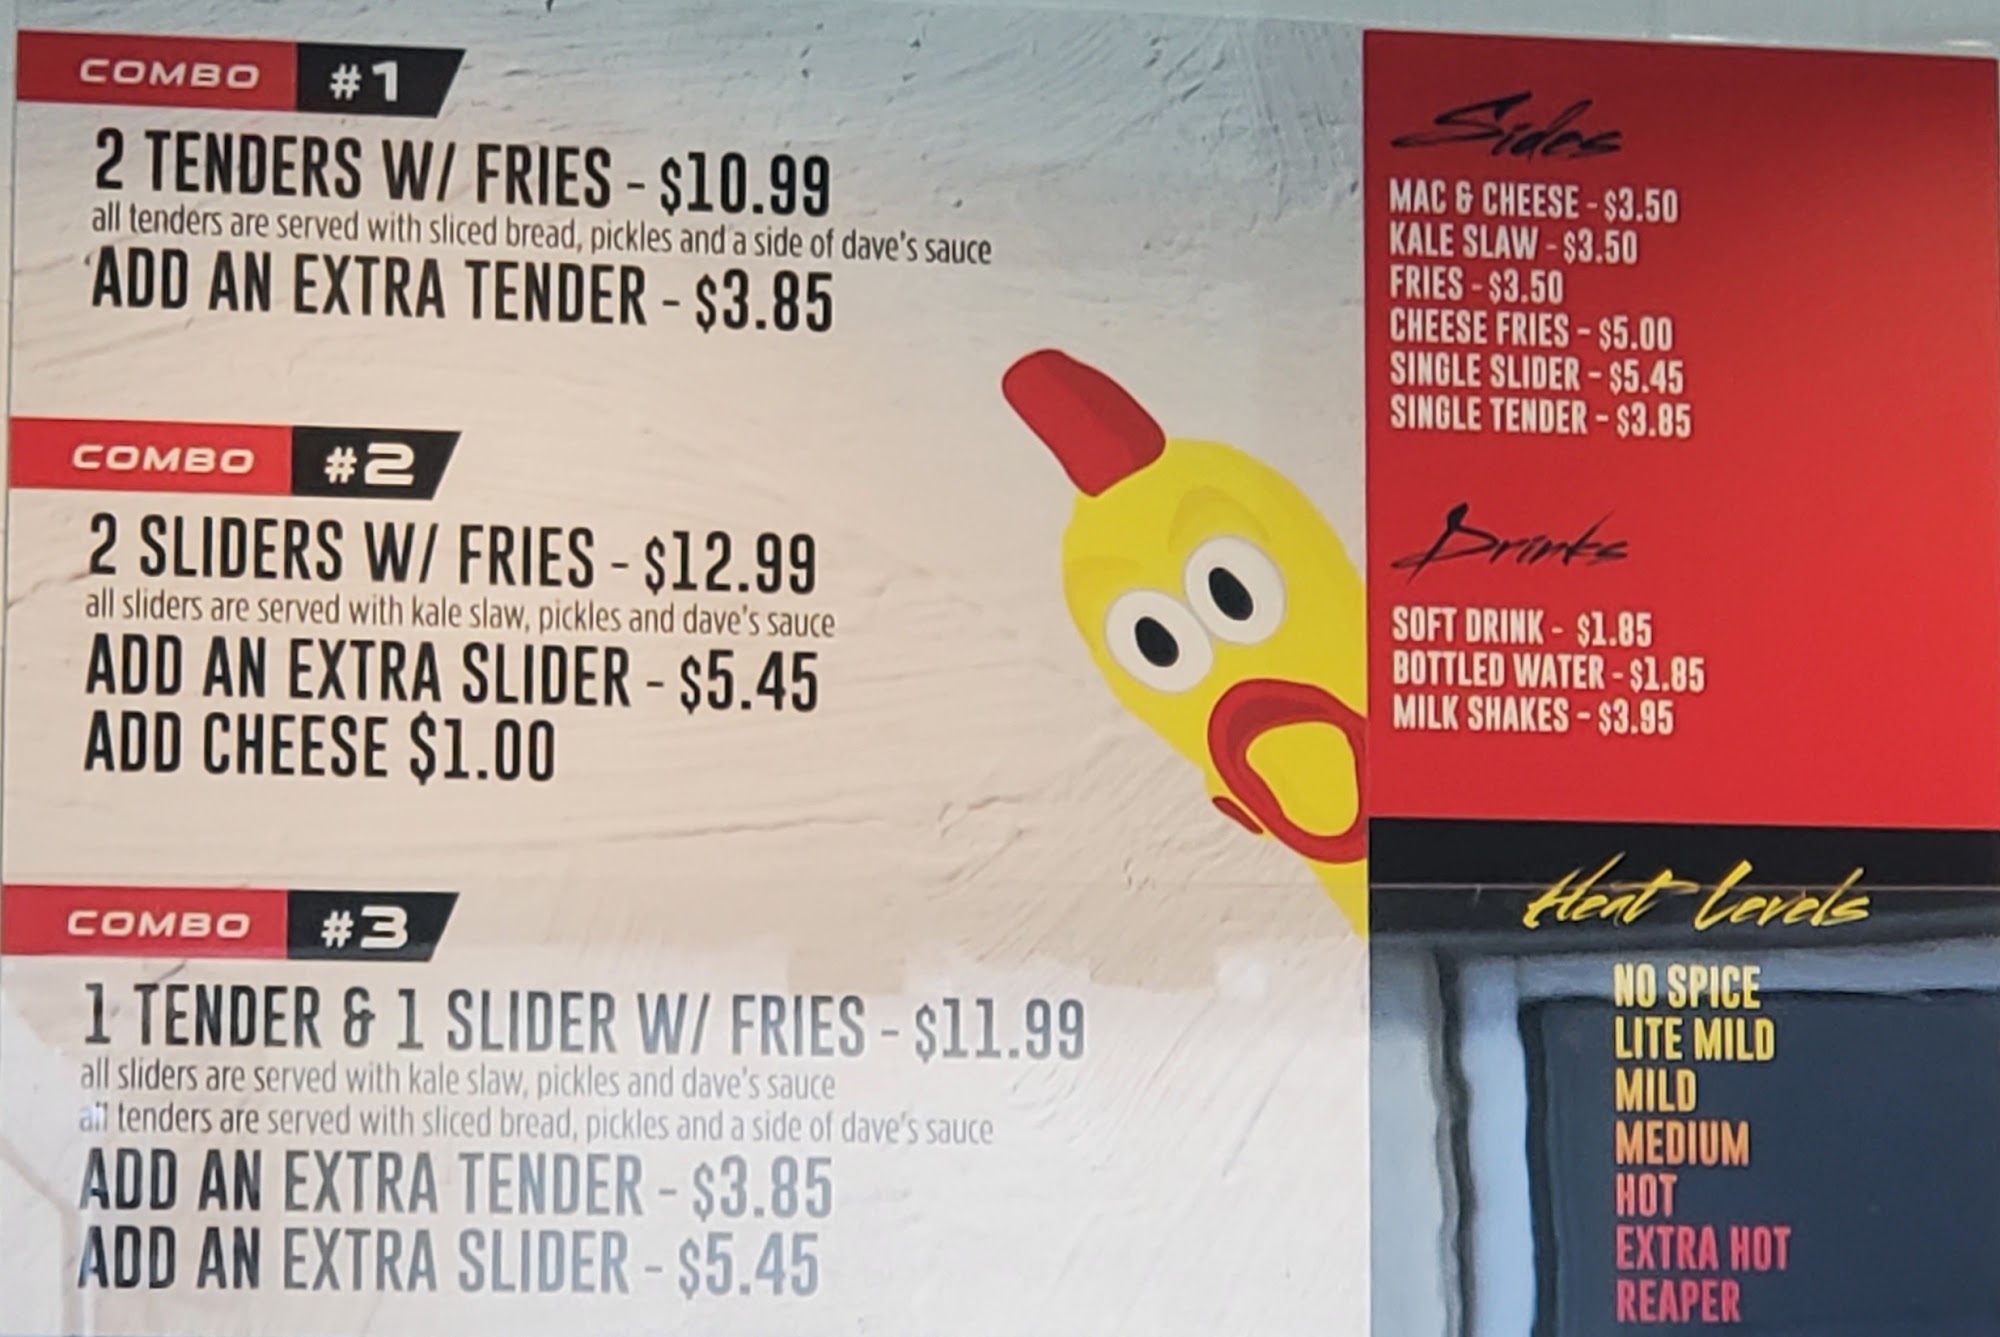 COMBO #1
2 TENDERS W/ FRIES - $10.99
all tenders are served with sliced bread, pickles and a side of dave's sauce
ADD AN EXTRA TENDER - $3.85
COMBO #2
2 SLIDERS W/ FRIES - $12.99
all sliders are served with kale slaw, pickles and dave's sauce
ADD AN EXTRA SLIDER - $5.45
ADD CHEESE $1.00
COMBO #3
1 TENDER & 1 SLIDER W/ FRIES - $11.99
all sliders are served with kale slaw, pickles and dave's sauce
all tenders are served with sliced bread, pickles and a side of dave's sauce
ADD AN EXTRA TENDER - $3.85
ADD AN EXTRA SLIDER - $5.45
Sides
MAC & CHEESE - $3.50
KALE SLAW - $3.50
FRIES - $3.50
CHEESE FRIES - $5.00
SINGLE SLIDER - $5.45
SINGLE TENDER - $3.85
Drinks
SOFT DRINK - $1.85
BOTTLED WATER - $1.85
MILK SHAKES - $3.95
Heat Levels
NO SPICE
LITE MILD
MILD
MEDIUM
HOT
EXTRA HOT
REAPER